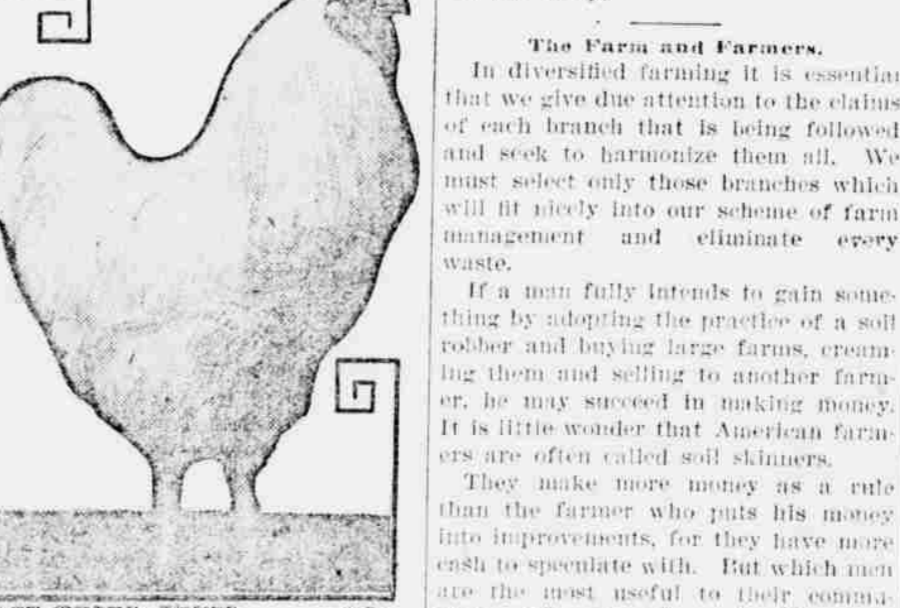 The Farm and Farmers.
In diversified farming it is essential
that we give due attention to the claims
of each branch that is being followed
and seek to harmonize them all. We
must select only those branches which
will fit nicely into our scheme of farm
management and eliminate every
waste.
If a man fully intends to gain some-
thing by adopting the practice of a soil
robber and buying large farms, cream-
ing them and selling to another farm-
er, he may succeed in making money.
It is little wonder that American farm-
ers are often called soil skinners.
They make more money as a rule
than the farmer who puts his money
into improvements, for they have more
cash to speculate with. But which men
are the most useful to their commu-